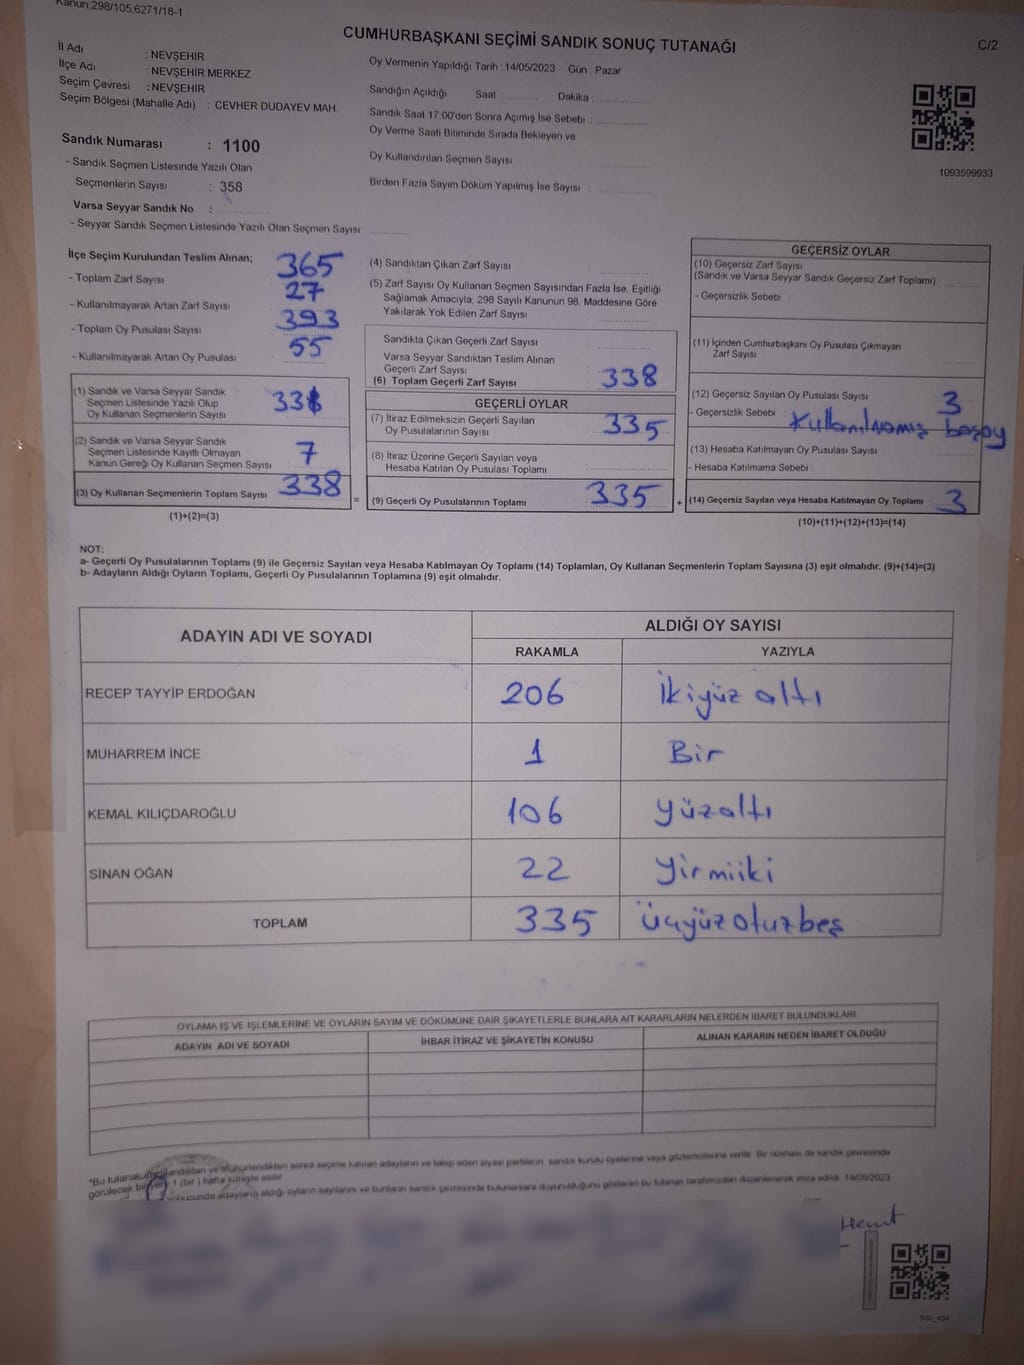 Kanun;298/105;6271/18-1
CUMHURBAŞKANI SEÇİMİ SANDIK SONUÇ TUTANAĞI
C/2
İl Adı : NEVŞEHİR
İlçe Adı : NEVŞEHİR MERKEZ
Seçim Çevresi : NEVŞEHİR
Seçim Bölgesi (Mahalle Adı) : CEVHER DUDAYEV MAH.
Sandık Numarası : 1100
- Sandık Seçmen Listesinde Yazılı Olan
Seçmenlerin Sayısı : 358
Varsa Seyyar Sandık No :
- Seyyar Sandık Seçmen Listesinde Yazılı Olan Seçmen Sayısı:
Oy Vermenin Yapıldığı Tarih : 14/05/2023 Gün : Pazar
Sandığın Açıldığı Saat Dakika :
Sandık Saat 17:00'den Sonra Açımış İse Sebebi :
Oy Verme Saati Bitiminde Sırada Bekleyen ve
Oy Kullandırılan Seçmen Sayısı :
Birden Fazla Sayım Döküm Yapılmış İse Sayısı :
1093599933
İlçe Seçim Kurulundan Teslim Alınan;
- Toplam Zarf Sayısı : 365
- Kullanılmayarak Artan Zarf Sayısı : 27
- Toplam Oy Pusulası Sayısı : 393
- Kullanılmayarak Artan Oy Pusulası : 55
(1) Sandık ve Varsa Seyyar Sandık
Seçmen Listesinde Yazılı Olup
Oy Kullanan Seçmenlerin Sayısı :
(2) Sandık ve Varsa Seyyar Sandık
Seçmen Listesinde Kayıtlı Olmayan
Kanun Gereği Oy Kullanan Seçmen Sayısı : 7
(3) Oy Kullanan Seçmenlerin Toplam Sayısı : 338
(1)+(2)=(3)
(4) Sandıktan Çıkan Zarf Sayısı :
(5) Zarf Sayısı Oy Kullanan Seçmen Sayısından Fazla İse, Eşitliği
Sağlamak Amacıyla; 298 Sayılı Kanunun 98. Maddesine Göre
Yakılarak Yok Edilen Zarf Sayısı :
Sandıkta Çıkan Geçerli Zarf Sayısı :
Varsa Seyyar Sandıktan Teslim Alınan
Geçerli Zarf Sayısı :
(6) Toplam Geçerli Zarf Sayısı : 338
GEÇERLİ OYLAR
(7) İtiraz Edilmeksizin Geçerli Sayılan
Oy Pusulalarının Sayısı : 335
(8) İtiraz Üzerine Geçerli Sayılan veya
Hesaba Katılan Oy Pusulası Toplamı :
= (9) Geçerli Oy Pusulalarının Toplamı : 335 +
GEÇERSİZ OYLAR
(10) Geçersiz Zarf Sayısı
(Sandık ve Varsa Seyyar Sandık Geçersiz Zarf Toplamı) :
- Geçersizlik Sebebi :
(11) İçinden Cumhurbaşkanı Oy Pusulası Çıkmayan
Zarf Sayısı
(12) Geçersiz Sayılan Oy Pusulası Sayısı : 3
- Geçersizlik Sebebi : Kullanılmamış boşoy
(13) Hesaba Katılmayan Oy Pusulası Sayısı :
- Hesaba Katılmama Sebebi :
(14) Geçersiz Sayılan veya Hesaba Katılmayan Oy Toplamı : 3
(10)+(11)+(12)+(13)=(14)
NOT:
a- Geçerli Oy Pusulalarının Toplamı (9) ile Geçersiz Sayılan veya Hesaba Katılmayan Oy Toplamı (14) Toplamları, Oy Kullanan Seçmenlerin Toplam Sayısına (3) eşit olmalıdır. (9)+(14)=(3)
b- Adayların Aldığı Oyların Toplamı, Geçerli Oy Pusulalarının Toplamına (9) eşit olmalıdır.
ADAYIN ADI VE SOYADI ALDIĞI OY SAYISI
RAKAMLA YAZIYLA
RECEP TAYYİP ERDOĞAN 206 İkiyüz altı
MUHARREM İNCE 1 Bir
KEMAL KILIÇDAROĞLU 106 yüzaltı
SİNAN OĞAN 22 yirmiiki
TOPLAM 335 üçyüzotuzbeş
OYLAMA İŞ VE İŞLEMLERİNE VE OYLARIN SAYIM VE DÖKÜMÜNE DAİR ŞİKAYETLERLE BUNLARA AİT KARARLARIN NELERDEN İBARET BULUNDUKLARI
ADAYIN ADI VE SOYADI İHBAR İTİRAZ VE ŞİKAYETİN KONUSU ALINAN KARARIN NEDEN İBARET OLDUĞU
*Bu tutanak sonra seçime katılan adayların ve talep eden siyasi partilerin sandık kurulu üyelerine veya gözlemcilerine verilir. Bir nüshası da sandık çevresinde
görülecek bir yere 1 (bir) hafta süreyle asılır.
adayların aldığı oyların sayılarını ve bunların sandık çevresinde bulunanlara duyurulduğunu gösteren bu tutanak tarafımızdan düzenlenerek imza edildi. 14/05/2023